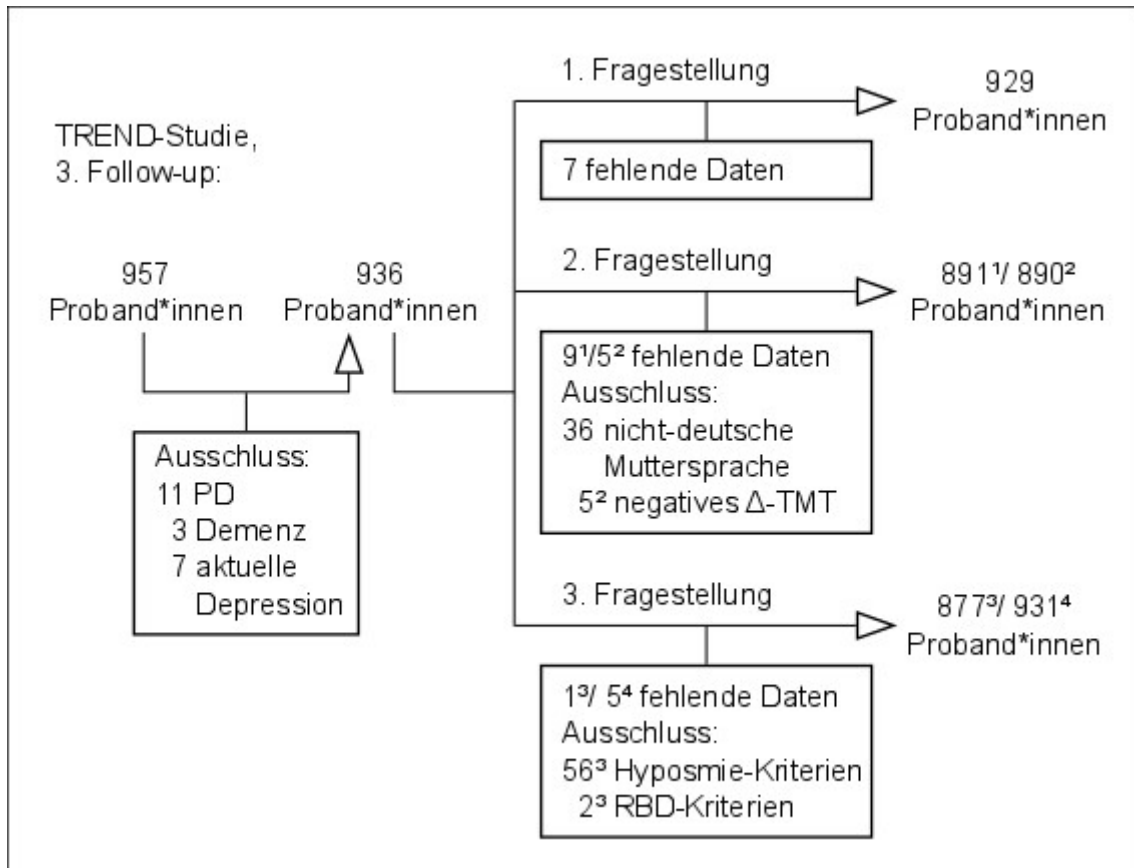 TREND-Studie,
3. Follow-up:
957
Proband*innen
936
Proband*innen
Ausschluss:
11 PD
3 Demenz
7 aktuelle
Depression
1. Fragestellung
7 fehlende Daten
929
Proband*innen
2. Fragestellung
9¹/5² fehlende Daten
Ausschluss:
36 nicht-deutsche
Muttersprache
5² negatives Δ-TMT
891¹/ 890²
Proband*innen
3. Fragestellung
1³/ 5⁴ fehlende Daten
Ausschluss:
56³ Hyposmie-Kriterien
2³ RBD-Kriterien
877³/ 931⁴
Proband*innen